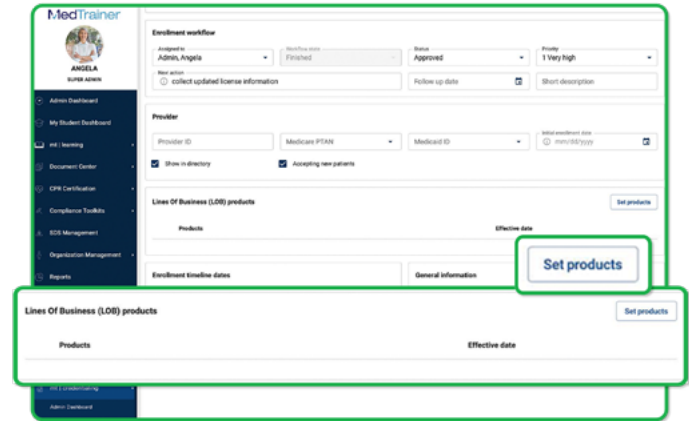 MedTrainer
ANGELA
SUPER ADMIN
Admin Dashboard
My Student Dashboard
mt | learning
Document Center
CPR Certification
Compliance Toolkits
SDS Management
Organization Management
Reports
mt | credentialing
Admin Dashboard
Enrollment workflow
Assigned to
Admin, Angela
Workflow state
Finished
Status
Approved
Priority
1 Very high
Next action
collect updated license information
Follow up date
Short description
Provider
Provider ID
Medicare PTAN
Medicaid ID
Initial enrollment date
mm/dd/yyyy
Show in directory
Accepting new patients
Lines Of Business (LOB) products
Set products
Products
Effective date
Set products
Enrollment timeline dates
General information
Lines Of Business (LOB) products
Set products
Products
Effective date